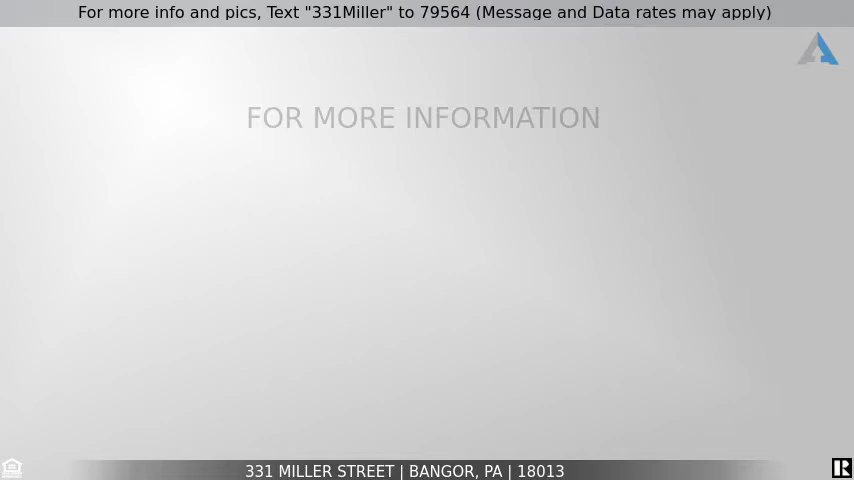 For more info and pics, Text "331Miller" to 79564 (Message and Data rates may apply)
FOR MORE INFORMATION
331 MILLER STREET | BANGOR, PA | 18013